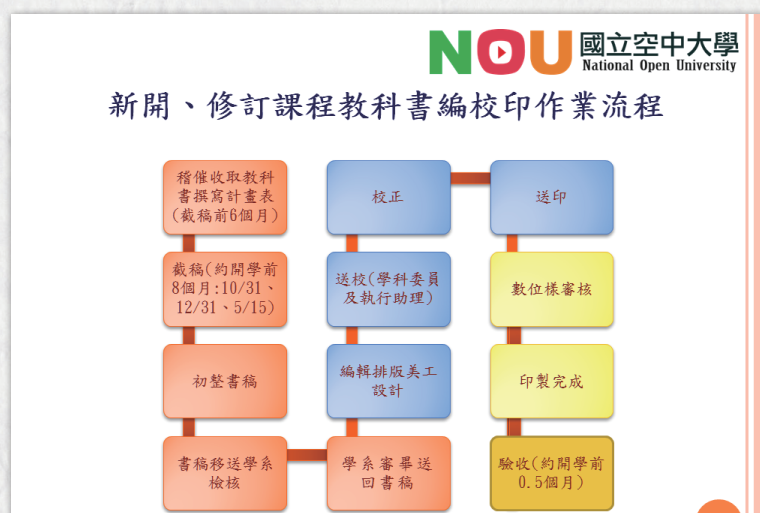 NOU 國立空中大學
National Open University
新開、修訂課程教科書編校印作業流程
稽催收取教科
書撰寫計畫表
(截稿前6個月)
截稿(約開學前
8個月:10/31、
12/31、5/15)
初整書稿
書稿移送學系
檢核
學系審畢送
回書稿
編輯排版美工
設計
送校(學科委員
及執行助理)
校正
送印
數位樣審核
印製完成
驗收(約開學前
0.5個月)